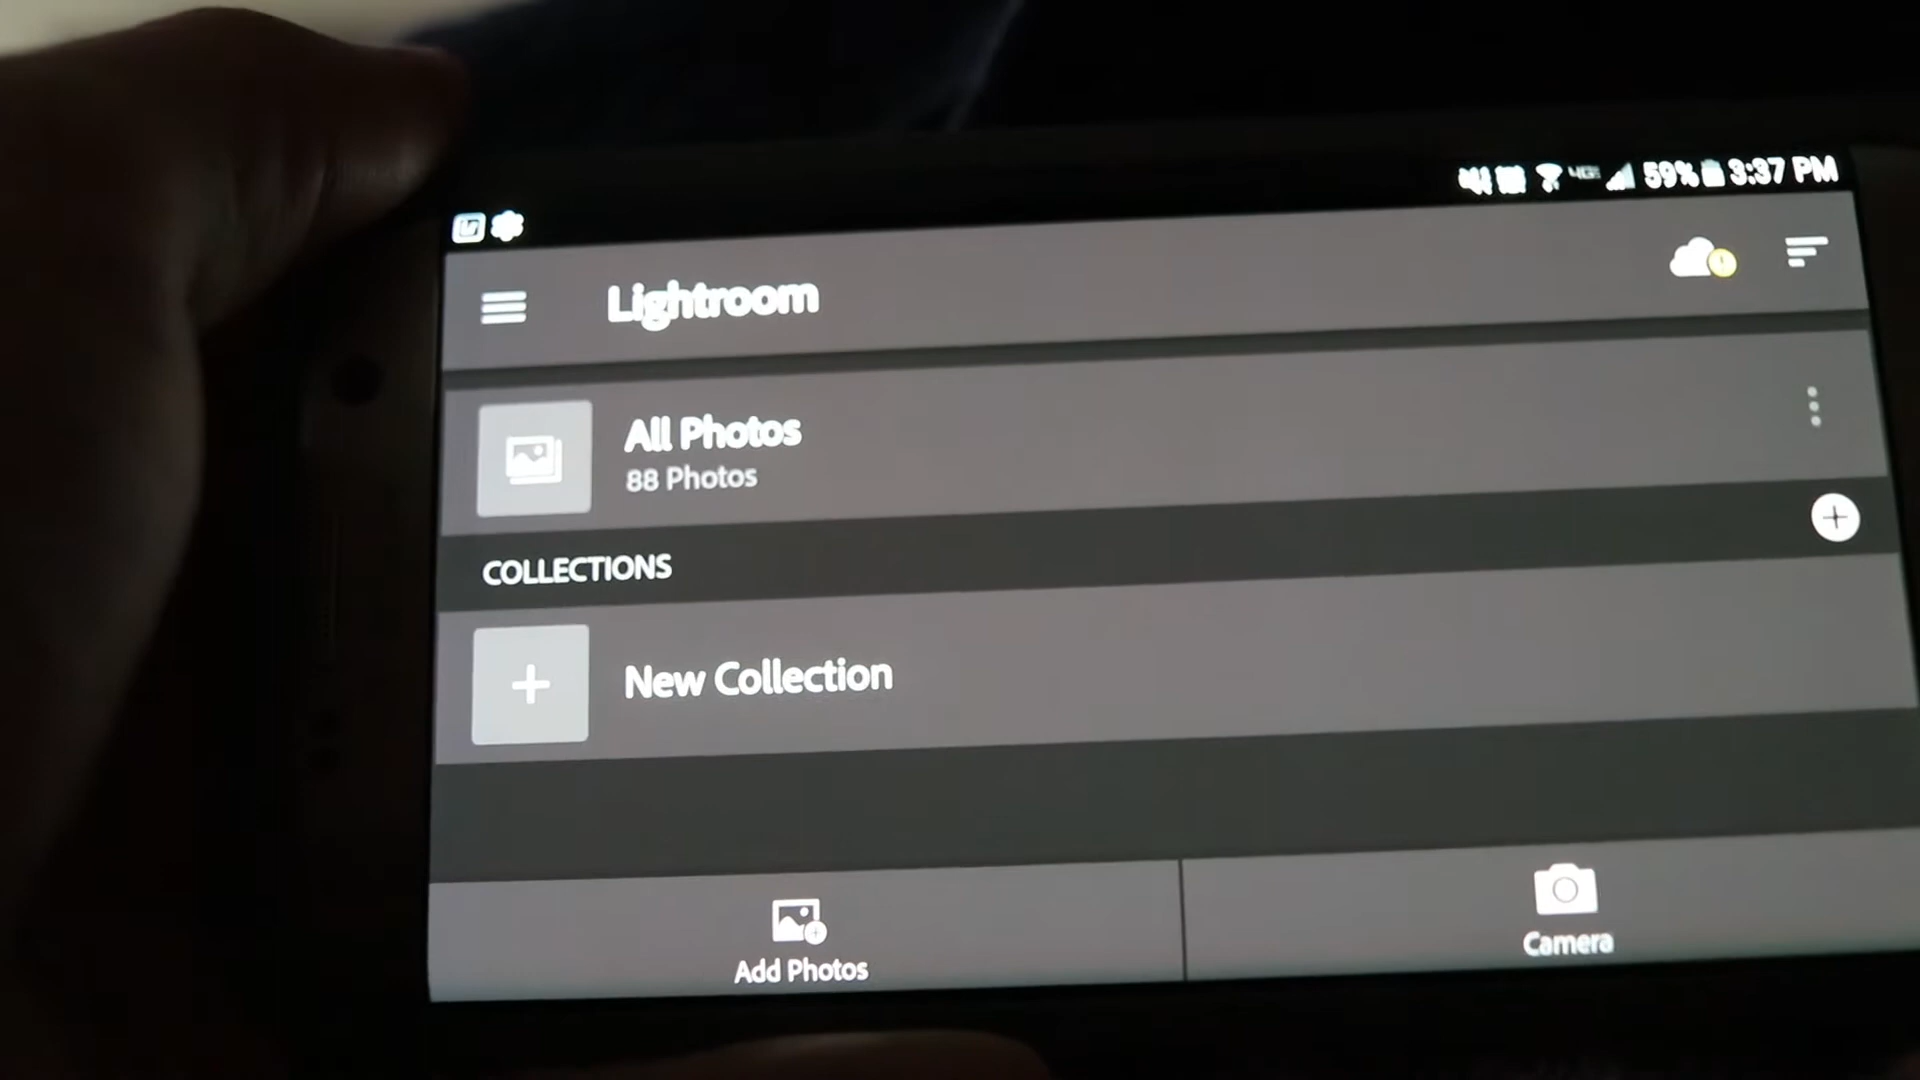 59% 3:37 PM
Lightroom
All Photos
88 Photos
COLLECTIONS
New Collection
Add Photos
Camera